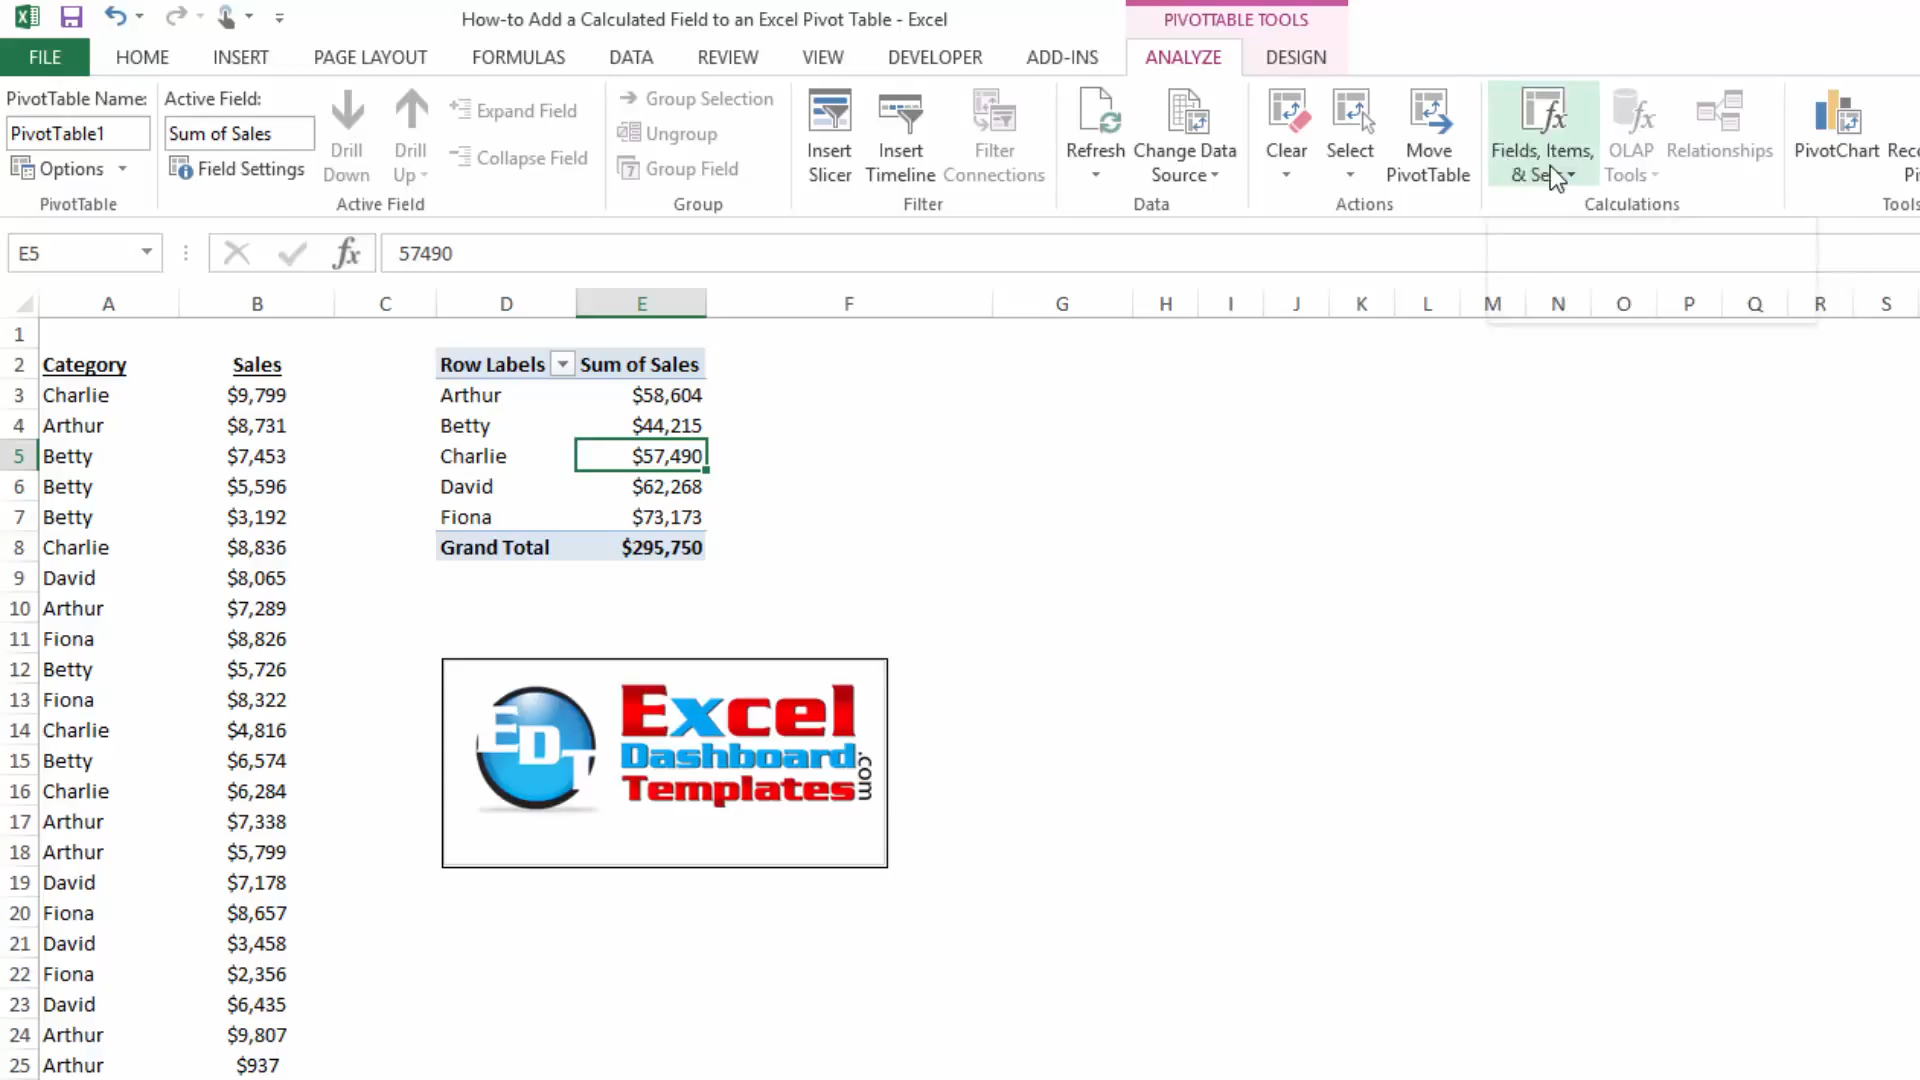 How-to Add a Calculated Field to an Excel Pivot Table - Excel
PIVOTTABLE TOOLS
FILE HOME INSERT PAGE LAYOUT FORMULAS DATA REVIEW VIEW DEVELOPER ADD-INS ANALYZE DESIGN
PivotTable Name:
PivotTable1
Options
PivotTable
Active Field:
Sum of Sales
Field Settings
Drill Down
Drill Up
Expand Field
Collapse Field
Active Field
Group Selection
Ungroup
Group Field
Group
Insert Slicer
Insert Timeline
Filter Connections
Filter
Refresh
Change Data Source
Data
Clear
Select
Move PivotTable
Actions
Fields, Items,
&
OLAP Tools
Relationships
Calculations
PivotChart
Tools
E5 fx 57490
A B C D E F G H I J K L M N O P Q R S
1
2 Category Sales Row Labels Sum of Sales
3 Charlie $9,799 Arthur $58,604
4 Arthur $8,731 Betty $44,215
5 Betty $7,453 Charlie $57,490
6 Betty $5,596 David $62,268
7 Betty $3,192 Fiona $73,173
8 Charlie $8,836 Grand Total $295,750
9 David $8,065
10 Arthur $7,289
11 Fiona $8,826
12 Betty $5,726
13 Fiona $8,322
14 Charlie $4,816
15 Betty $6,574
16 Charlie $6,284
17 Arthur $7,338
18 Arthur $5,799
19 David $7,178
20 Fiona $8,657
21 David $3,458
22 Fiona $2,356
23 David $6,435
24 Arthur $9,807
25 Arthur $937
EDT
Excel
Dashboard
Templates
.com